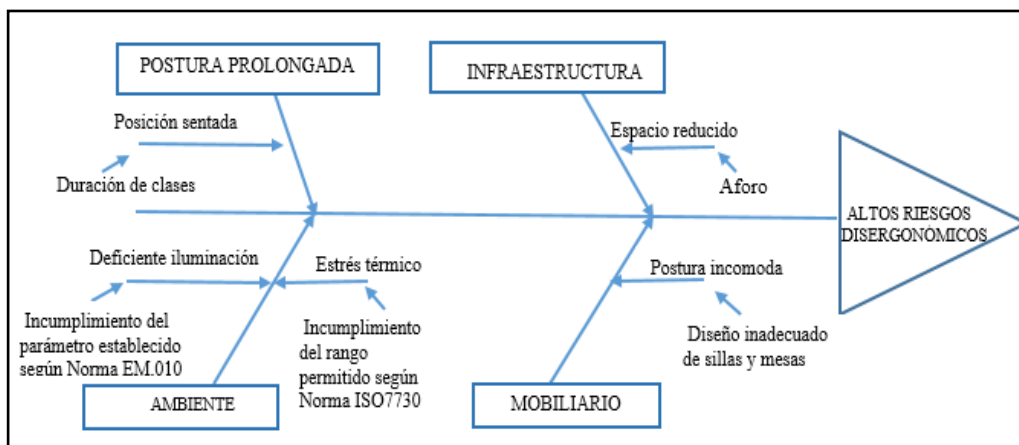 POSTURA PROLONGADA
INFRAESTRUCTURA
Posición sentada
Duración de clases
Espacio reducido
Aforo
ALTOS RIESGOS
DISERGONÓMICOS
Deficiente iluminación
Incumplimiento del
parámetro establecido
según Norma EM.010
Estrés térmico
Incumplimiento
del rango
permitido según
Norma ISO7730
Postura incomoda
Diseño inadecuado
de sillas y mesas
AMBIENTE
MOBILIARIO